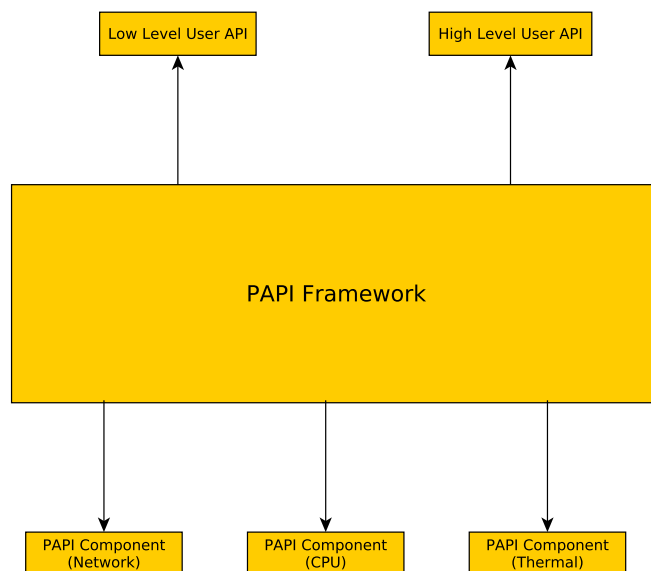 Low Level User API
High Level User API
PAPI Framework
PAPI Component
(Network)
PAPI Component
(CPU)
PAPI Component
(Thermal)